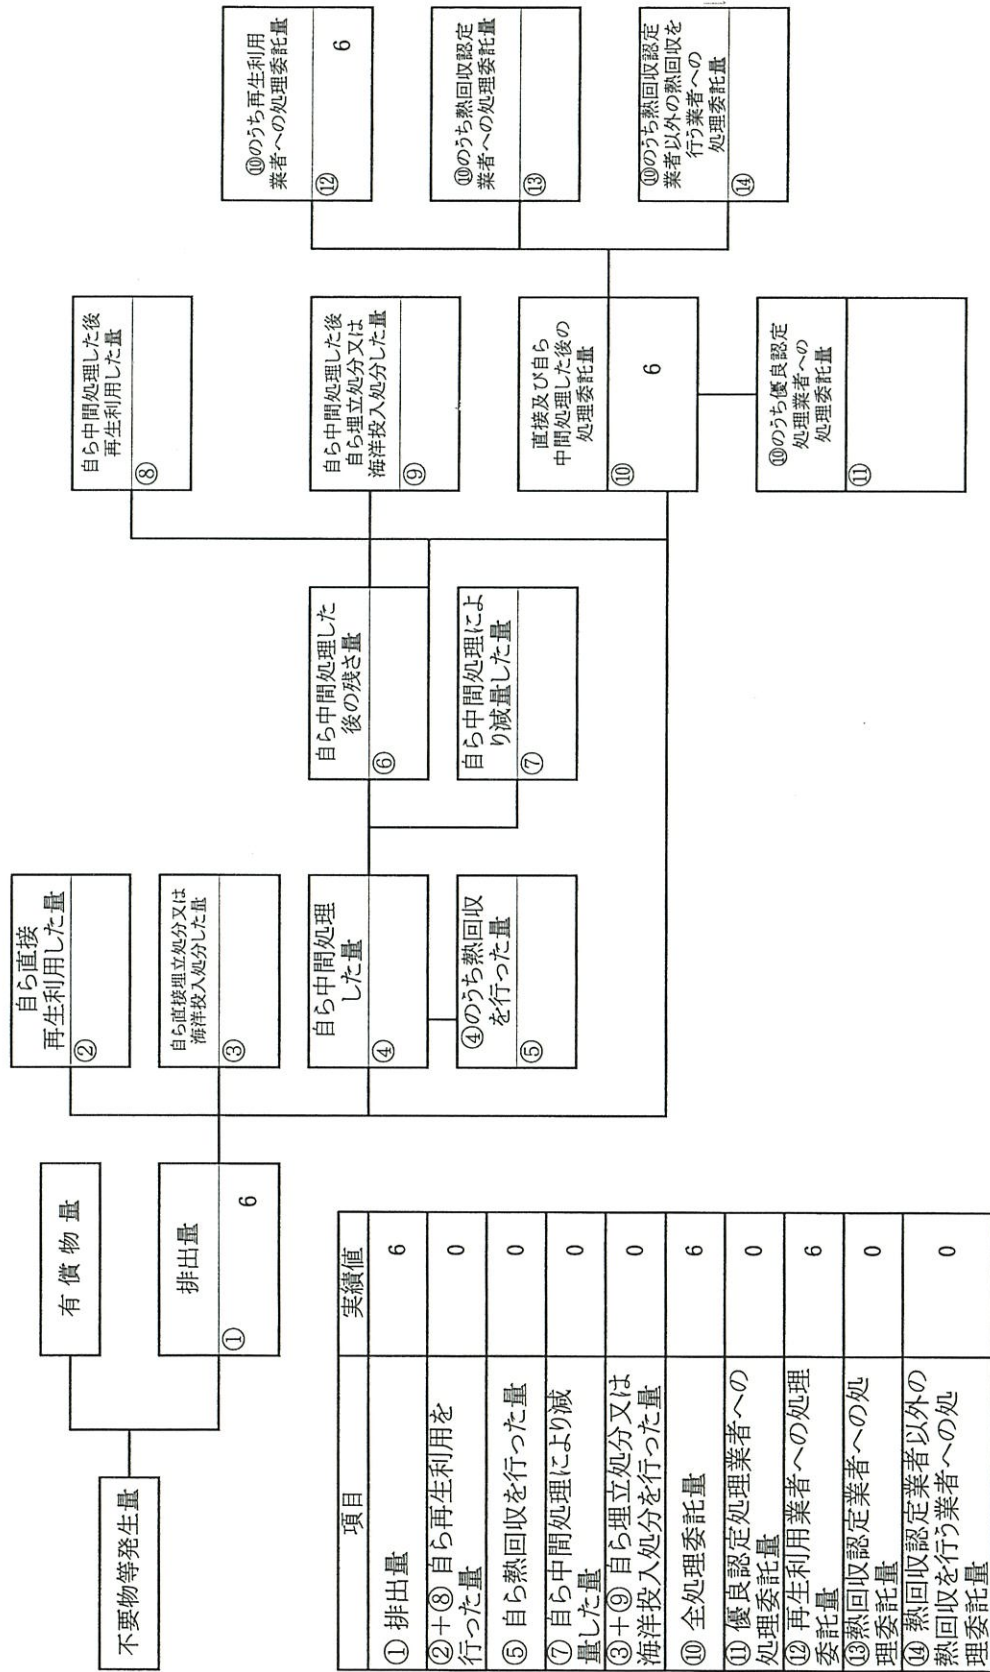 不要物等発生量
有償物量
排出量
①
6
自ら直接
再生利用した量
②
自ら直接埋立処分又は
海洋投入処分した量
③
自ら中間処理
した量
④
④のうち熱回収
を行った量
⑤
自ら中間処理した
後の残さ量
⑥
自ら中間処理によ
り減量した量
⑦
自ら中間処理した後
再生利用した量
⑧
自ら中間処理した後
自ら埋立処分又は
海洋投入処分した量
⑨
直接及び自ら
中間処理した後の
処理委託量
⑩
6
⑩のうち優良認定
処理業者への
処理委託量
⑪
⑩のうち再生利用
業者への処理委託量
⑫
6
⑩のうち熱回収認定
業者への処理委託量
⑬
⑩のうち熱回収認定
業者以外の熱回収を
行う業者への
処理委託量
⑭
項目 実績値
① 排出量 6
②+⑧ 自ら再生利用を
行った量 0
⑤ 自ら熱回収を行った量 0
⑦ 自ら中間処理により減
量した量 0
③+⑨ 自ら埋立処分又は
海洋投入処分を行った量 0
⑩ 全処理委託量 6
⑪ 優良認定処理業者への
処理委託量 0
⑫ 再生利用業者への処理
委託量 6
⑬熱回収認定業者への処
理委託量 0
⑭ 熱回収認定業者以外の
熱回収を行う業者への処
理委託量 0